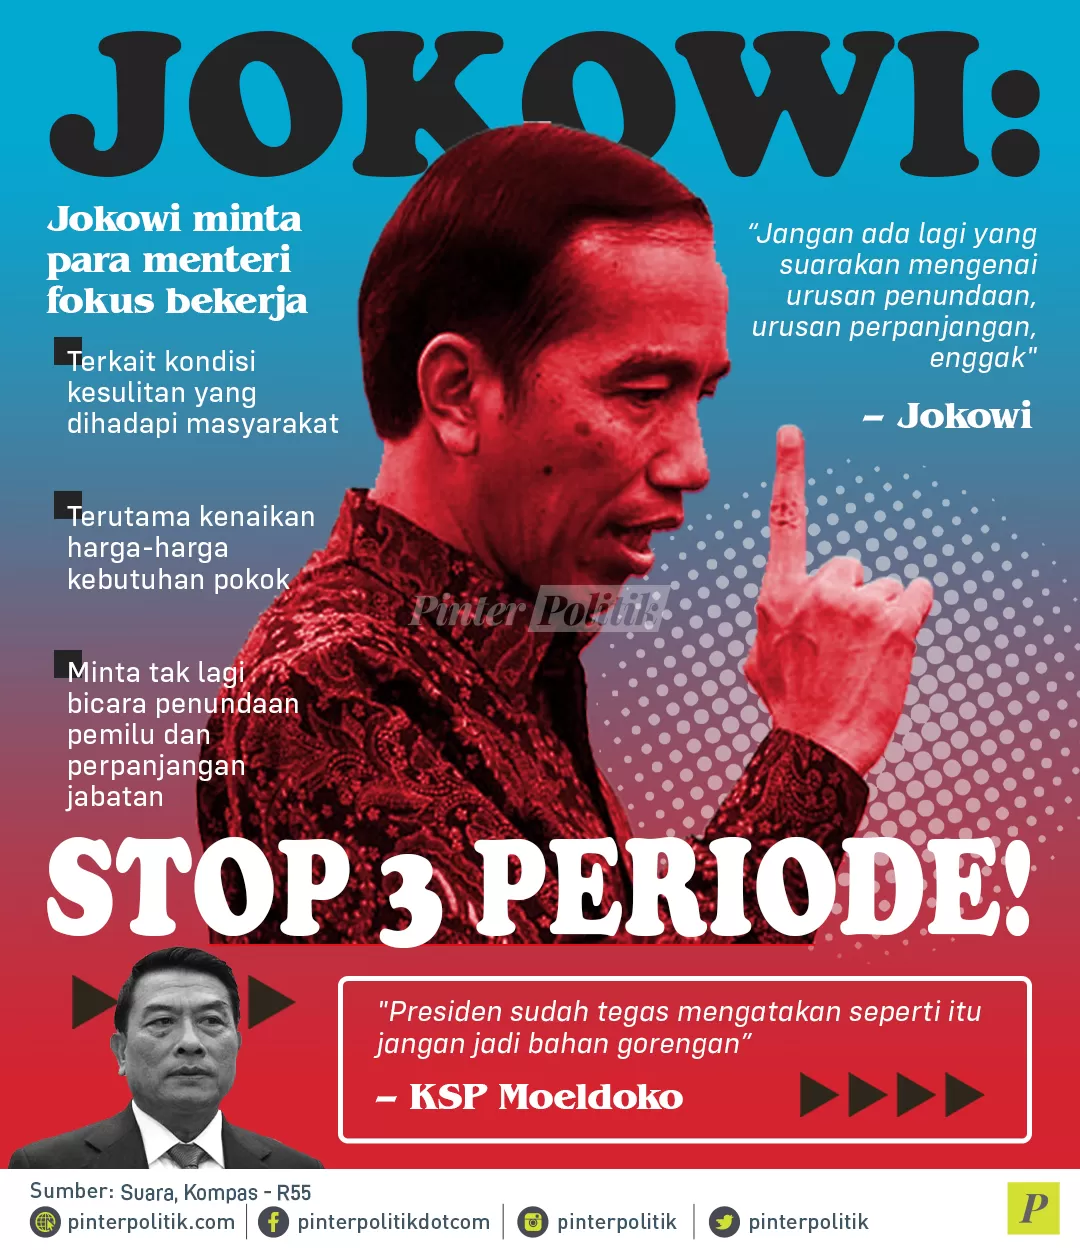 JOKOWI:
Jokowi minta
para menteri
fokus bekerja
Terkait kondisi
kesulitan yang
dihadapi masyarakat
Terutama kenaikan
harga-harga
kebutuhan pokok
Minta tak lagi
bicara penundaan
pemilu dan
perpanjangan
jabatan
“Jangan ada lagi yang
suarakan mengenai
urusan penundaan,
urusan perpanjangan,
enggak"
– Jokowi
Pinter Politik
STOP 3 PERIODE!
"Presiden sudah tegas mengatakan seperti itu
jangan jadi bahan gorengan”
– KSP Moeldoko
Sumber: Suara, Kompas - R55
pinterpolitik.com
pinterpolitikdotcom
pinterpolitik
pinterpolitik
P